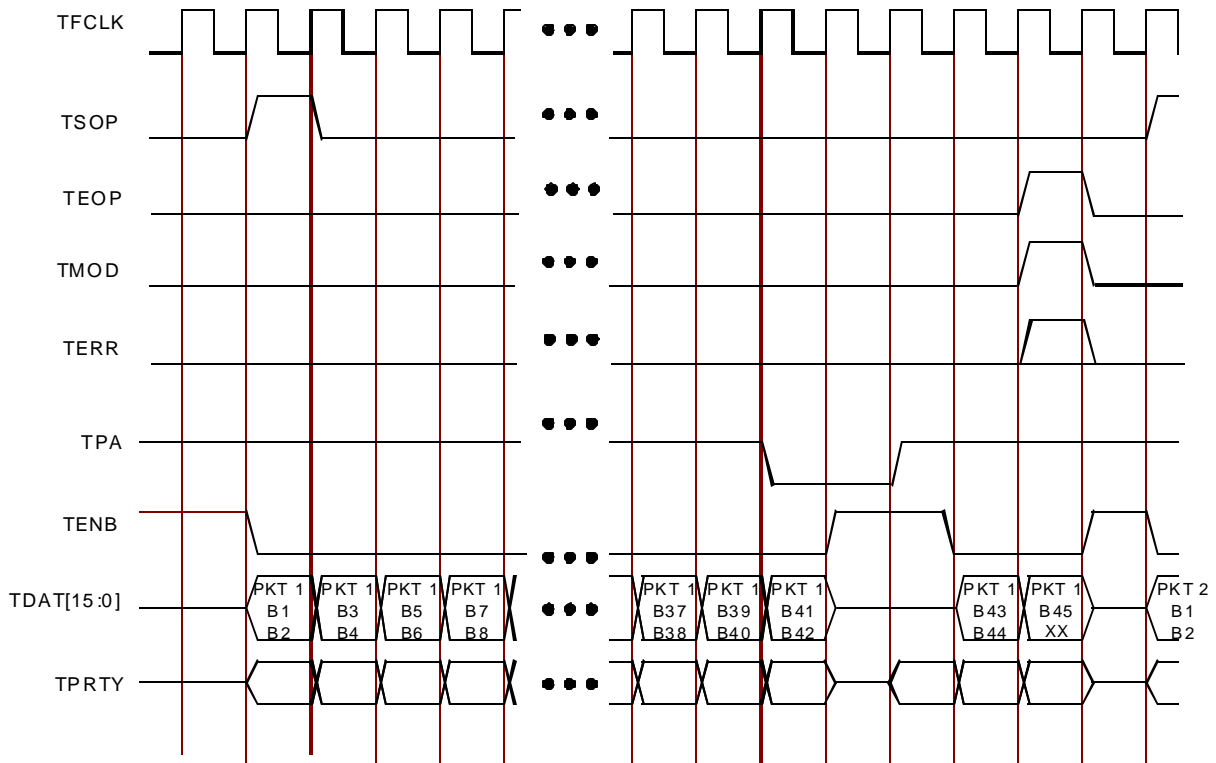 TFCLK
TSOP
TEOP
TMOD
TERR
TPA
TENB
TDAT[15:0]
PKT 1 PKT 1 PKT 1 PKT 1 PKT 1 PKT 1 PKT 1 PKT 1 PKT 1 PKT 2
B1 B3 B5 B7 B37 B39 B41 B43 B45 B1
B2 B4 B6 B8 B38 B40 B42 B44 XX B2
TPRTY